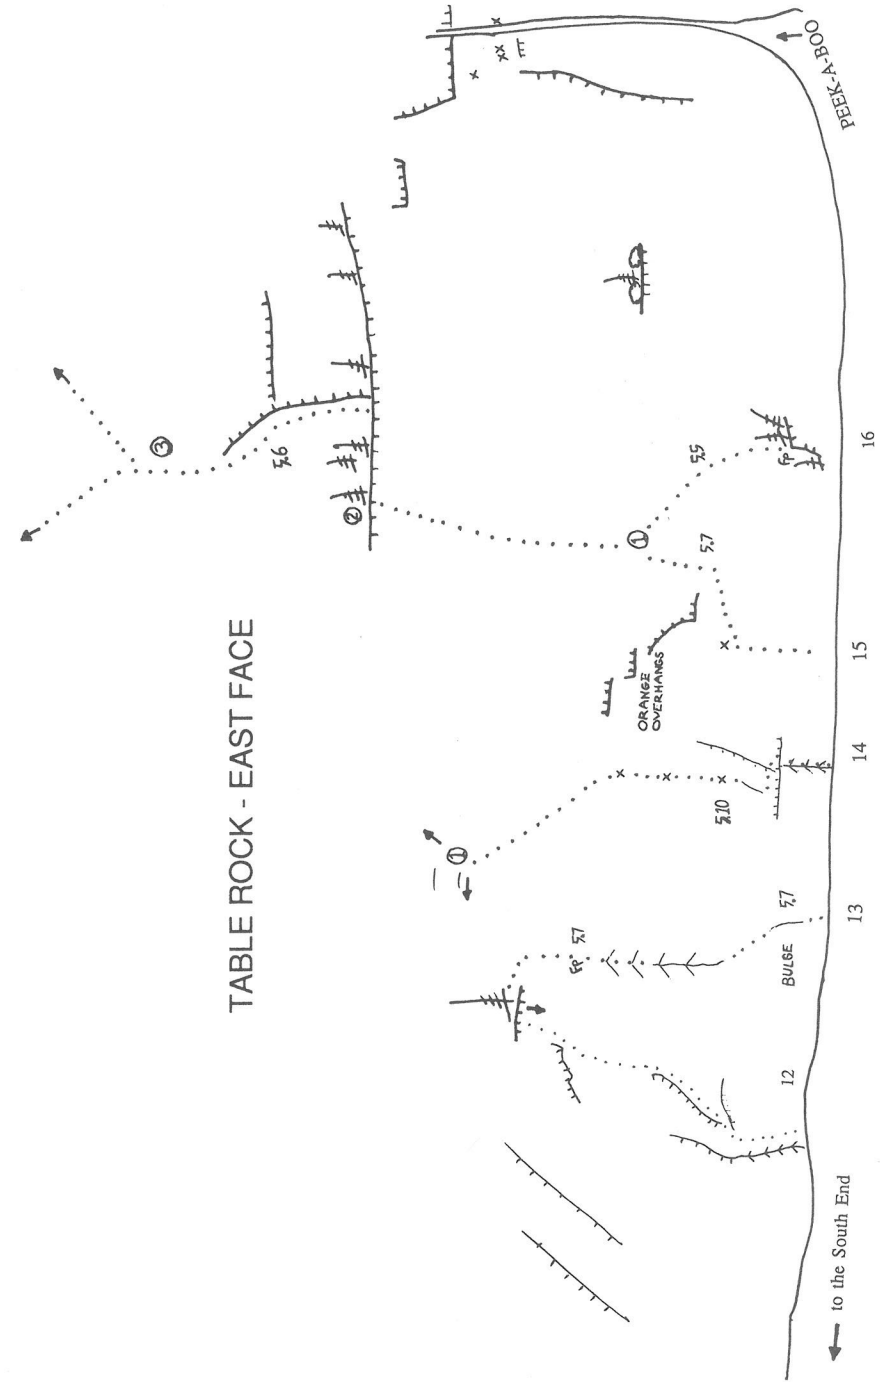 3
TABLE ROCK - EAST FACE
5.6
2
1
5.7
FP
1
ORANGE
OVERHANGS
5.5
5.7
5.10
FP
12
BULGE
5.7
PEEK-A-BOO
to the South End
13
14
15
16